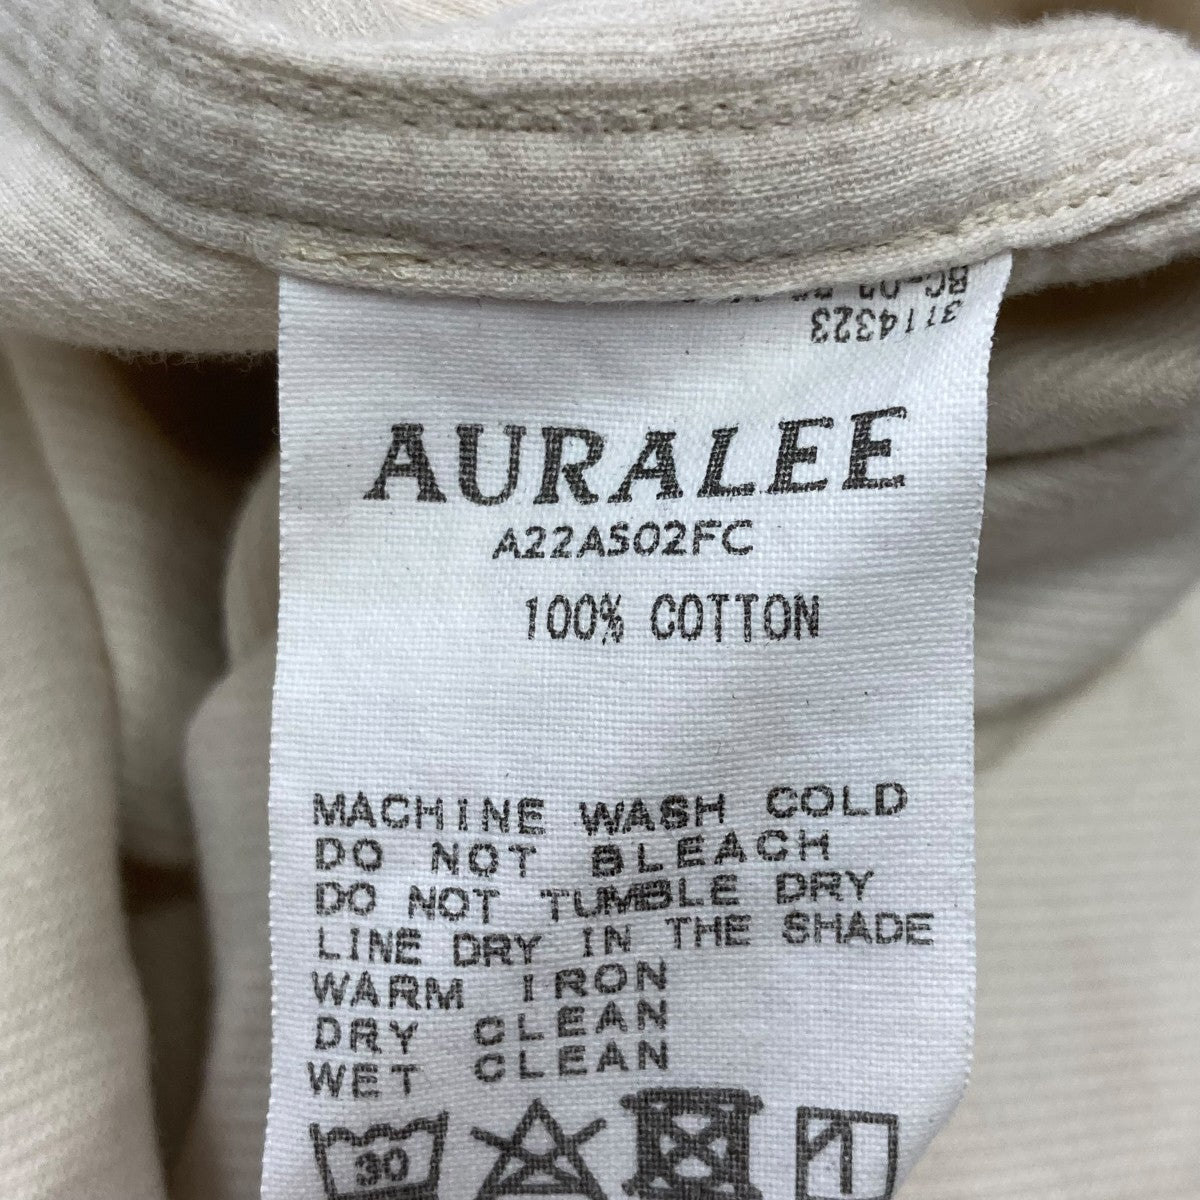 3114323
AURALEE
A22AS02FC
100% COTTON
MACHINE WASH COLD
DO NOT BLEACH
DO NOT TUMBLE DRY
LINE DRY IN THE SHADE
WARM IRON
DRY CLEAN
WET CLEAN
30